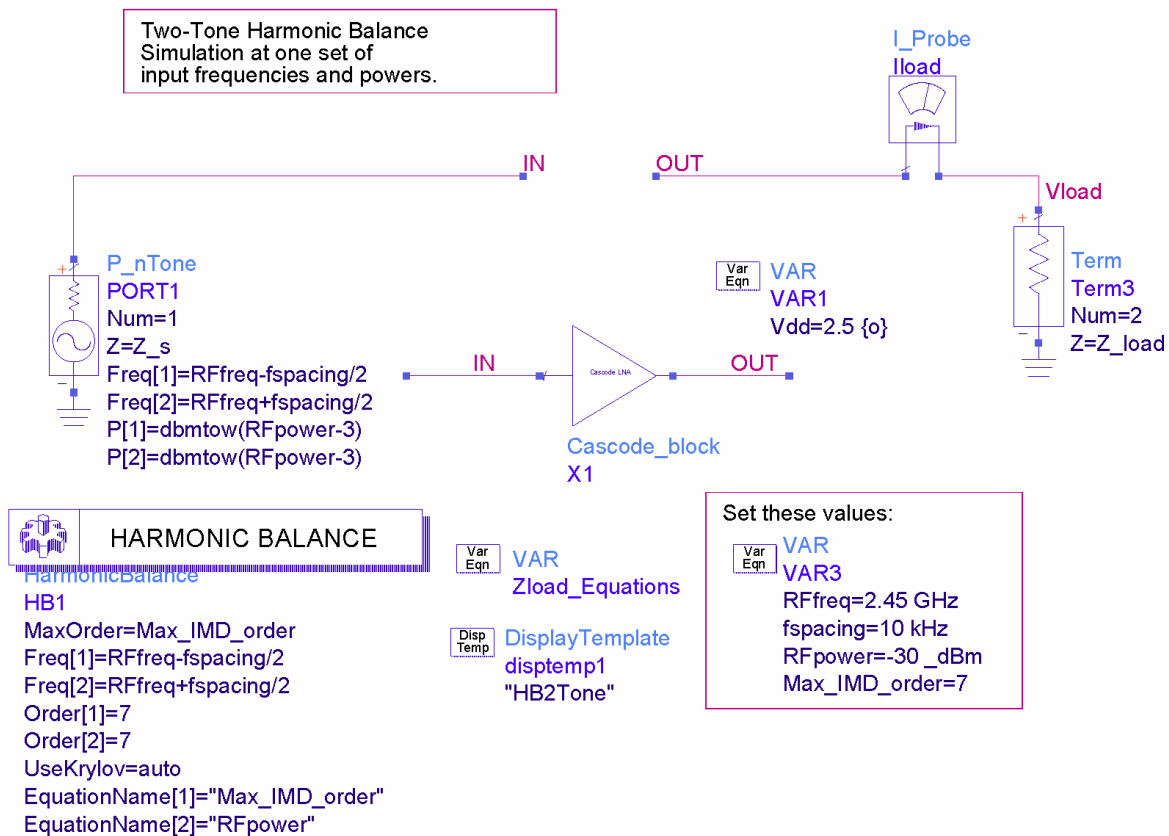 Two-Tone Harmonic Balance
Simulation at one set of
input frequencies and powers.
I_Probe
Iload
IN
OUT
Vload
+
P_nTone
PORT1
Num=1
Z=Z_s
Freq[1]=RFfreq-fspacing/2
Freq[2]=RFfreq+fspacing/2
P[1]=dbmtow(RFpower-3)
P[2]=dbmtow(RFpower-3)
+
-
Var
Eqn
VAR
VAR1
Vdd=2.5 {o}
Term
Term3
Num=2
Z=Z_load
-
IN
Cascode LNA
OUT
Cascode_block
X1
HARMONIC BALANCE
HarmonicBalance
HB1
MaxOrder=Max_IMD_order
Freq[1]=RFfreq-fspacing/2
Freq[2]=RFfreq+fspacing/2
Order[1]=7
Order[2]=7
UseKrylov=auto
EquationName[1]="Max_IMD_order"
EquationName[2]="RFpower"
Var
Eqn
VAR
Zload_Equations
Disp
Temp
DisplayTemplate
disptemp1
"HB2Tone"
Set these values:
Var
Eqn
VAR
VAR3
RFfreq=2.45 GHz
fspacing=10 kHz
RFpower=-30 _dBm
Max_IMD_order=7